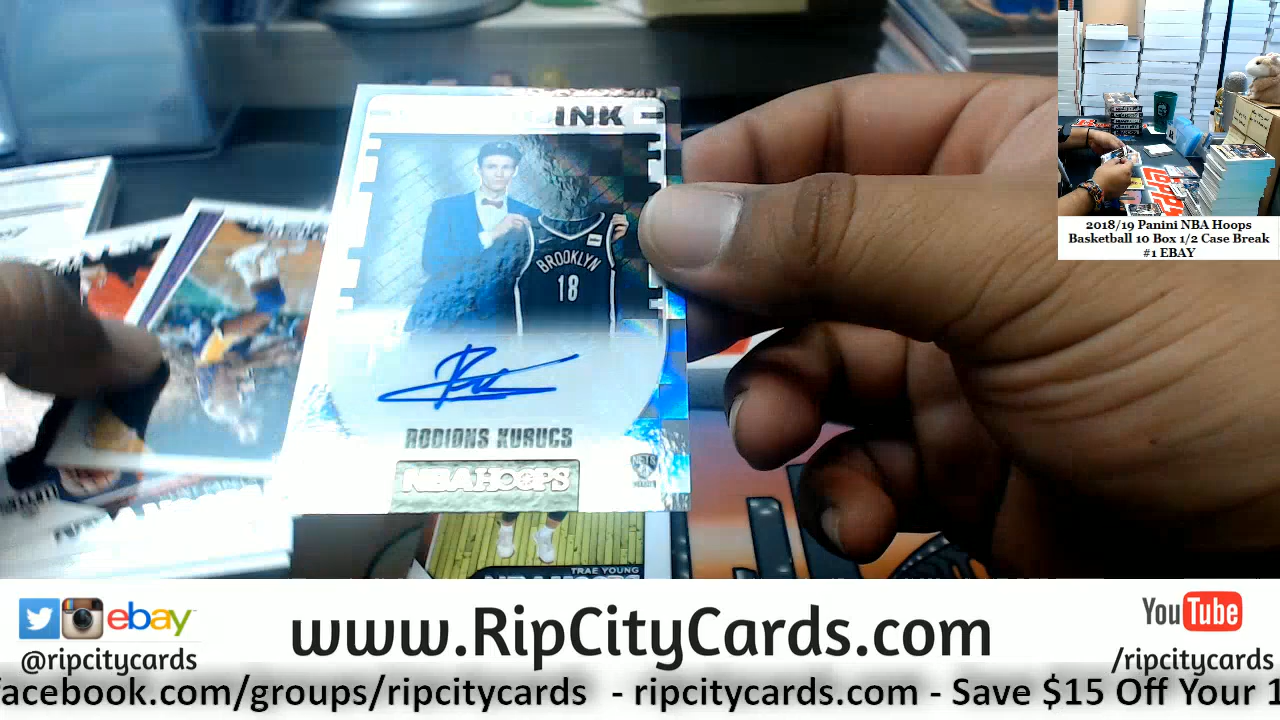 INK
BROOKLYN
18
RODIONS KURUCS
NBA HOOPS
NETS
TRAE YOUNG
2018/19 Panini NBA Hoops
Basketball 10 Box 1/2 Case Break
#1 EBAY
ebay
@ripcitycards
www.RipCityCards.com
YouTube
/ripcitycards
facebook.com/groups/ripcitycards - ripcitycards.com - Save $15 Off Your 1